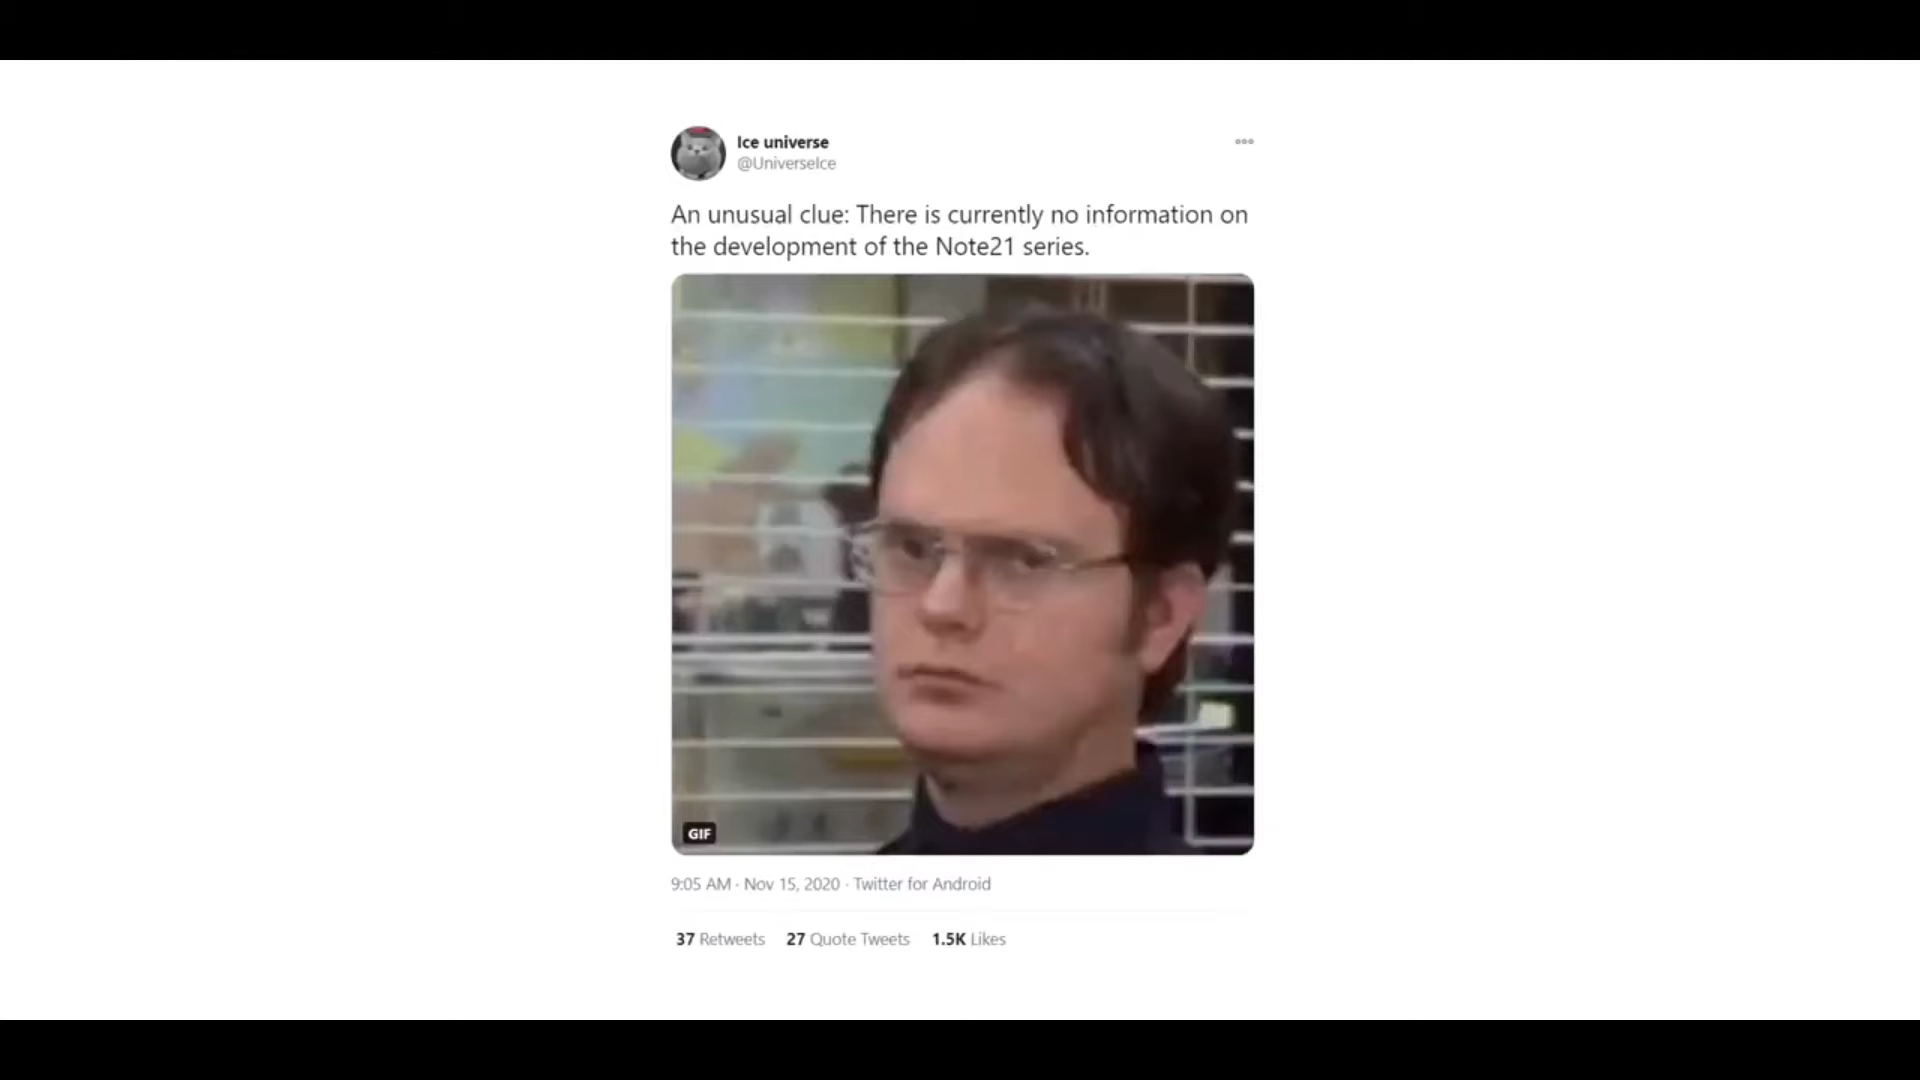 Ice universe
@UniverseIce
An unusual clue: There is currently no information on
the development of the Note21 series.
GIF
9:05 AM · Nov 15, 2020 · Twitter for Android
37 Retweets 27 Quote Tweets 1.5K Likes